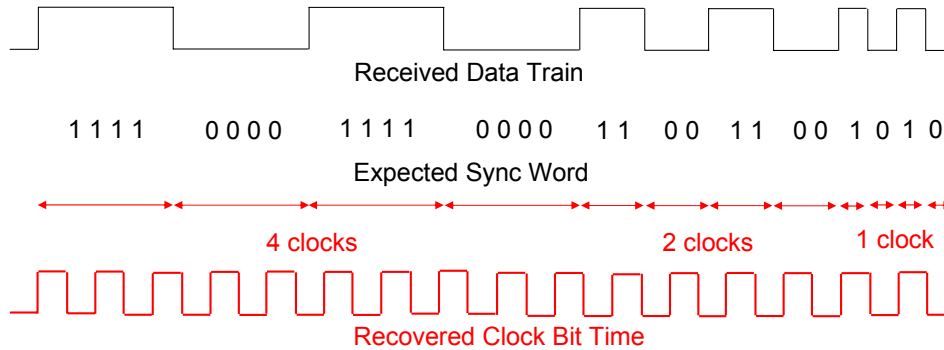 Received Data Train
1 1 1 1 0 0 0 0 1 1 1 1 0 0 0 0 1 1 0 0 1 1 0 0 1 0 1 0
Expected Sync Word
4 clocks 2 clocks 1 clock
Recovered Clock Bit Time